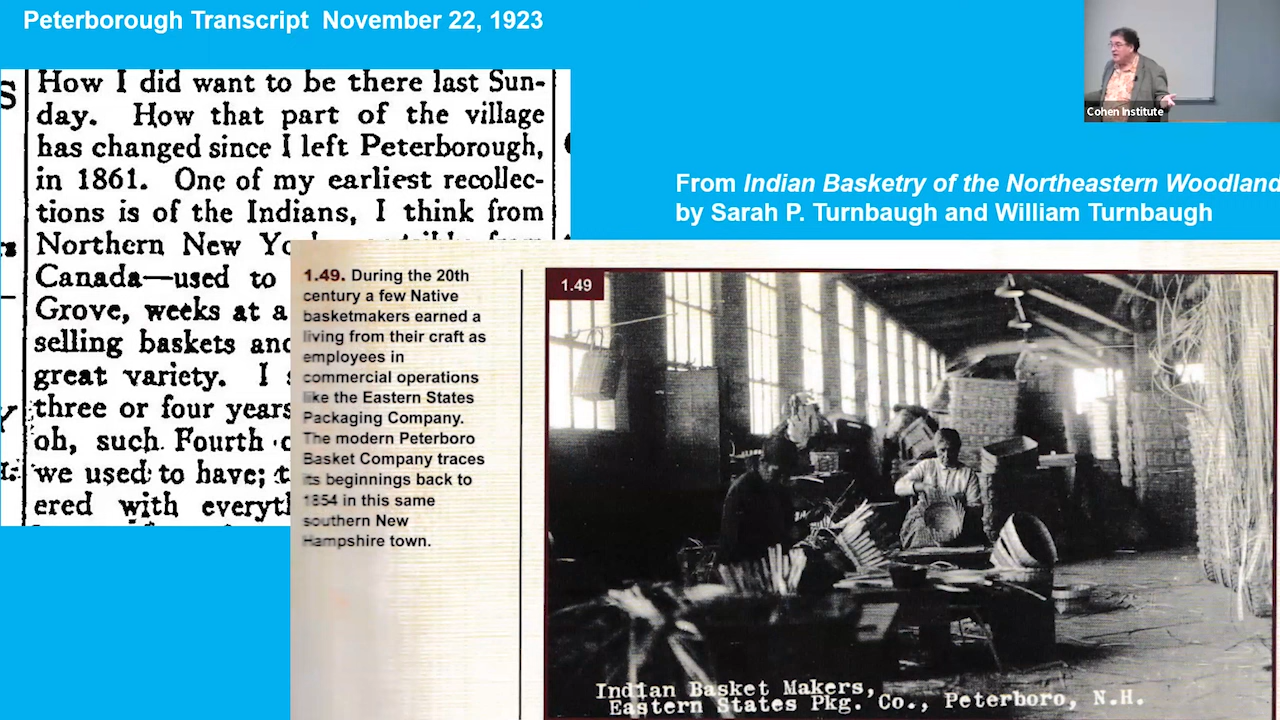 Peterborough Transcript November 22, 1923
How I did want to be there last Sun-
day. How that part of the village
has changed since I left Peterborough,
in 1861. One of my earliest recollec-
tions is of the Indians, I think from
Northern New
Canada—used to
Grove, weeks at a
selling baskets
great variety. I
three or four years
oh, such Fourth
we used to have;
ered with
Cohen Institute
From Indian Basketry of the Northeastern Woodland
by Sarah P. Turnbaugh and William Turnbaugh
1.49. During the 20th
century a few Native
basketmakers earned a
living from their craft as
employees in
commercial operations
like the Eastern States
Packaging Company.
The modern Peterboro
Basket Company traces
its beginnings back to
1854 in this same
southern New
Hampshire town.
1.49
Indian Basket Makers,
Eastern States Pkg. Co., Peterboro, N.H.